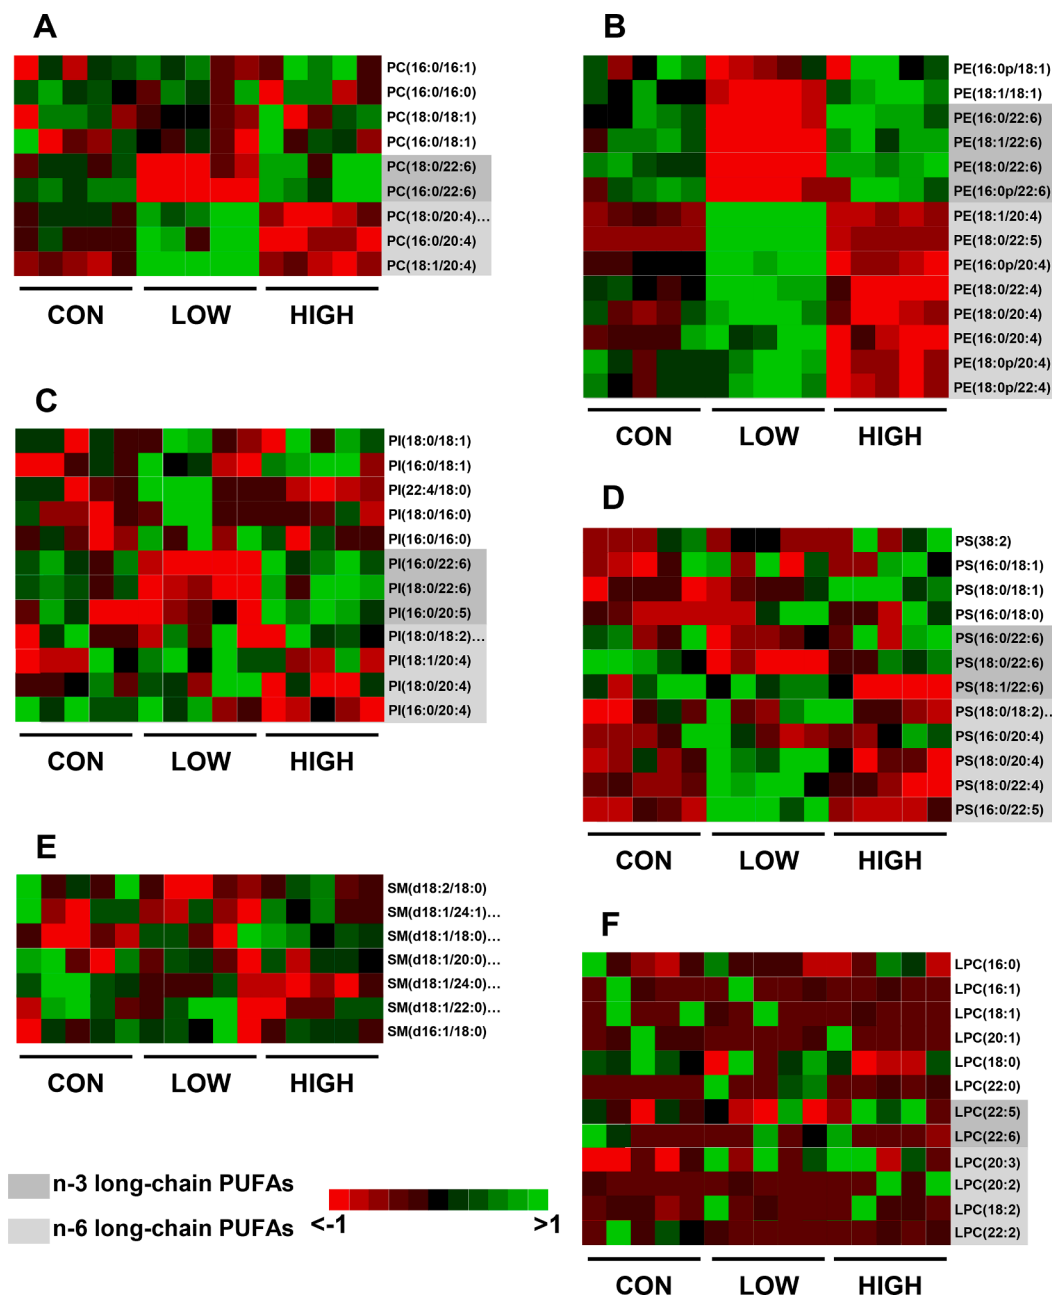 A
PC(16:0/16:1)
PC(16:0/16:0)
PC(18:0/18:1)
PC(16:0/18:1)
PC(18:0/22:6)
PC(16:0/22:6)
PC(18:0/20:4)...
PC(16:0/20:4)
PC(18:1/20:4)
CON LOW HIGH
B
PE(16:0p/18:1)
PE(18:1/18:1)
PE(16:0/22:6)
PE(18:1/22:6)
PE(18:0/22:6)
PE(16:0p/22:6)
PE(18:1/20:4)
PE(18:0/22:5)
PE(16:0p/20:4)
PE(18:0/22:4)
PE(18:0/20:4)
PE(16:0/20:4)
PE(18:0p/20:4)
PE(18:0p/22:4)
CON LOW HIGH
C
PI(18:0/18:1)
PI(16:0/18:1)
PI(22:4/18:0)
PI(18:0/16:0)
PI(16:0/16:0)
PI(16:0/22:6)
PI(18:0/22:6)
PI(16:0/20:5)
PI(18:0/18:2)...
PI(18:1/20:4)
PI(18:0/20:4)
PI(16:0/20:4)
CON LOW HIGH
D
PS(38:2)
PS(16:0/18:1)
PS(18:0/18:1)
PS(16:0/18:0)
PS(16:0/22:6)
PS(18:0/22:6)
PS(18:1/22:6)
PS(18:0/18:2)..
PS(16:0/20:4)
PS(18:0/20:4)
PS(18:0/22:4)
PS(16:0/22:5)
CON LOW HIGH
E
SM(d18:2/18:0)
SM(d18:1/24:1)...
SM(d18:1/18:0)...
SM(d18:1/20:0)...
SM(d18:1/24:0)...
SM(d18:1/22:0)...
SM(d16:1/18:0)
CON LOW HIGH
F
LPC(16:0)
LPC(16:1)
LPC(18:1)
LPC(20:1)
LPC(18:0)
LPC(22:0)
LPC(22:5)
LPC(22:6)
LPC(20:3)
LPC(20:2)
LPC(18:2)
LPC(22:2)
CON LOW HIGH
n-3 long-chain PUFAs
n-6 long-chain PUFAs
<-1 >1